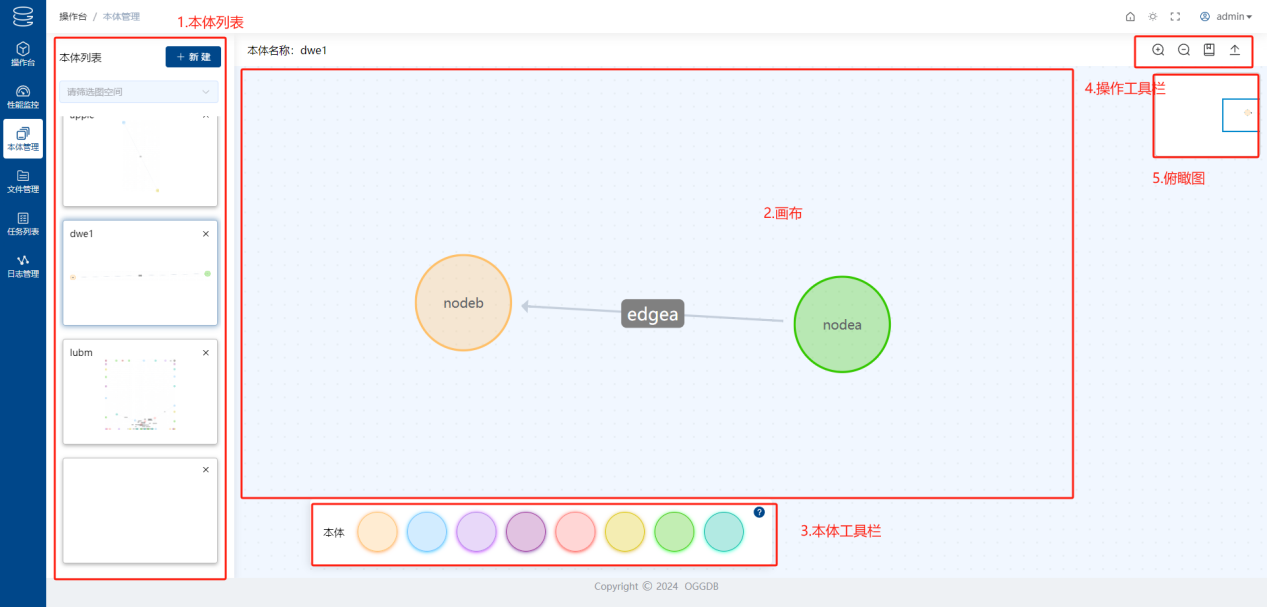 操作台 / 本体管理
admin
1.本体列表
操作台
性能监控
本体管理
文件管理
任务列表
日志管理
本体列表
+ 新 建
请筛选图空间
apple
dwe1
lubm
本体名称：dwe1
4.操作工具栏
5.俯瞰图
2.画布
nodeb
edgea
nodea
本体
?
3.本体工具栏
Copyright © 2024 OGGDB